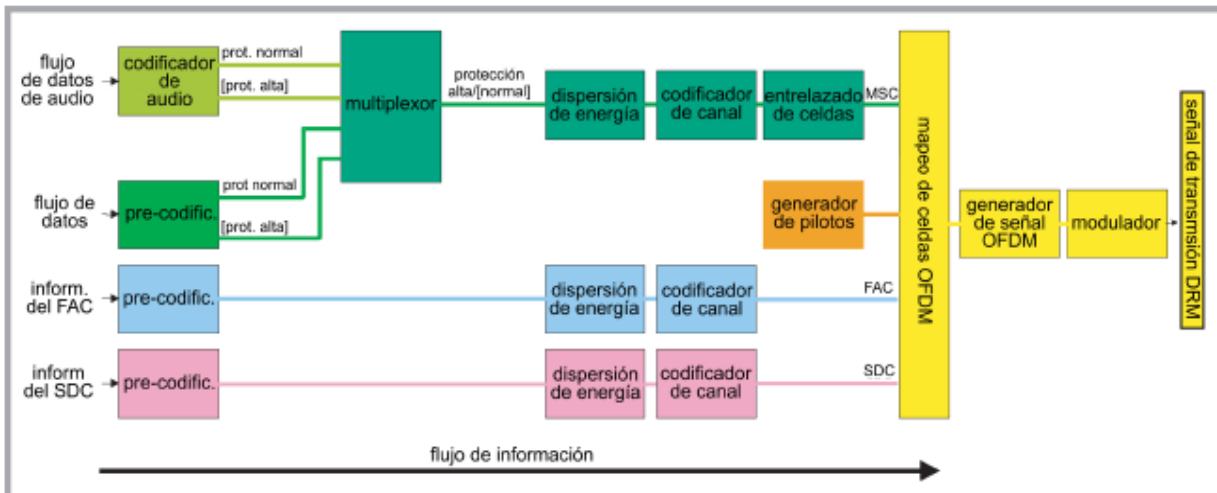 flujo
de datos
de audio
codificador
de
audio
prot. normal
[prot. alta]
multiplexor
protección
alta/[normal]
dispersión
de energía
codificador
de canal
entrelazado
de celdas
MSC
flujo de
datos
pre-codific.
prot normal
[prot. alta]
generador
de pilotos
inform.
del FAC
pre-codific.
dispersión
de energía
codificador
de canal
FAC
inform
del SDC
pre-codific.
dispersión
de energía
codificador
de canal
SDC
mapeo de celdas OFDM
generador
de señal
OFDM
modulador
señal de transmsión DRM
flujo de información